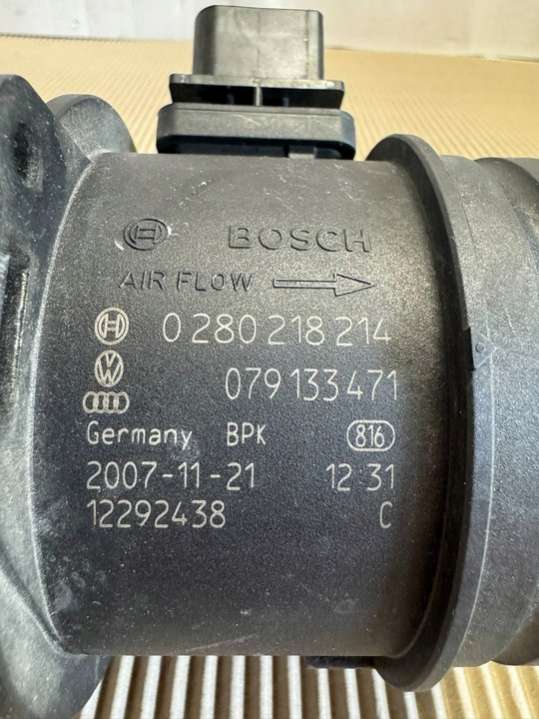 BOSCH
AIR FLOW
0 280 218 214
079 133 471
Germany BPK 816
2007-11-21 12 31
12292438 C